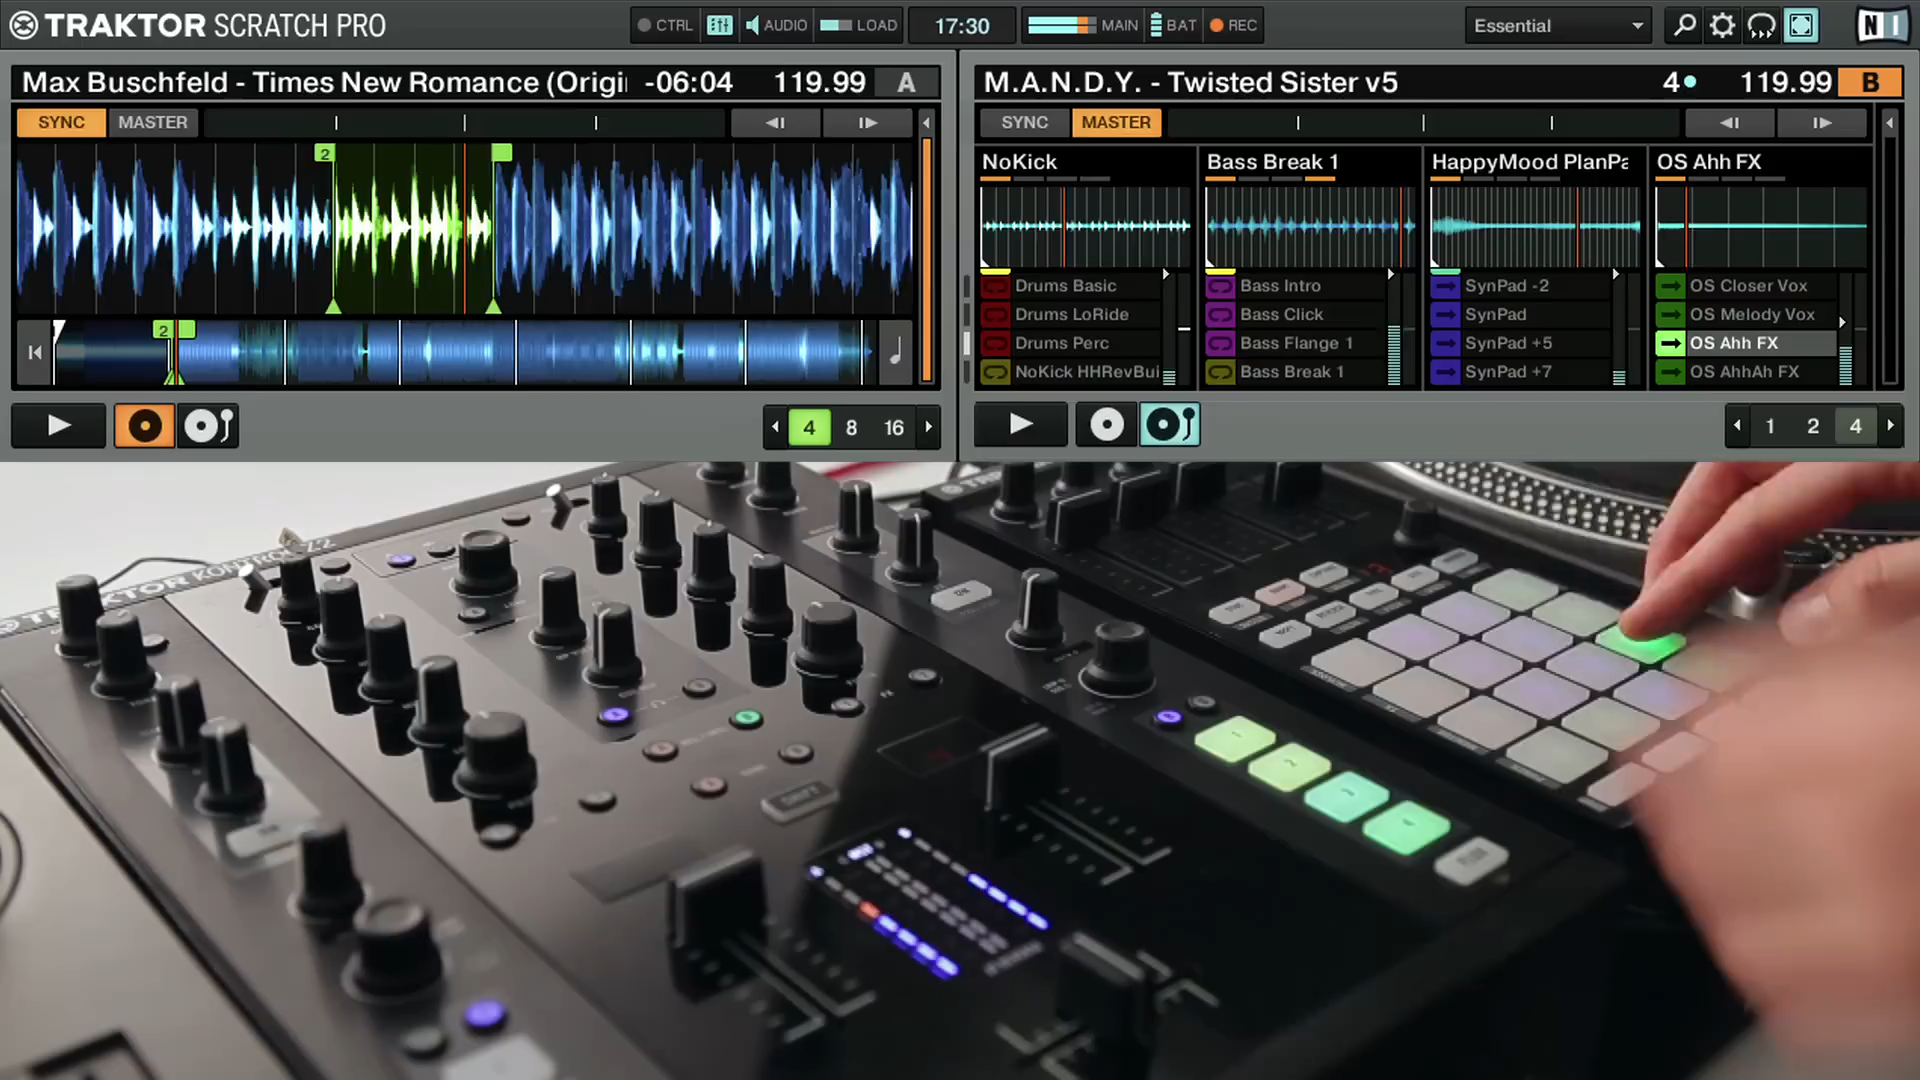 TRAKTOR SCRATCH PRO
CTRL
AUDIO
LOAD
17:30
MAIN
BAT
REC
Essential
Max Buschfeld - Times New Romance (Origi
-06:04
119.99
A
M.A.N.D.Y. - Twisted Sister v5
4
119.99
B
SYNC
MASTER
SYNC
MASTER
2
NoKick
Bass Break 1
HappyMood PlanPa
OS Ahh FX
Drums Basic
Bass Intro
SynPad -2
OS Closer Vox
Drums LoRide
Bass Click
SynPad
OS Melody Vox
2
Drums Perc
Bass Flange 1
SynPad +5
OS Ahh FX
NoKick HHRevBui
Bass Break 1
SynPad +7
OS AhhAh FX
4
8
16
1
2
4
TRAKTOR KONTROL Z2